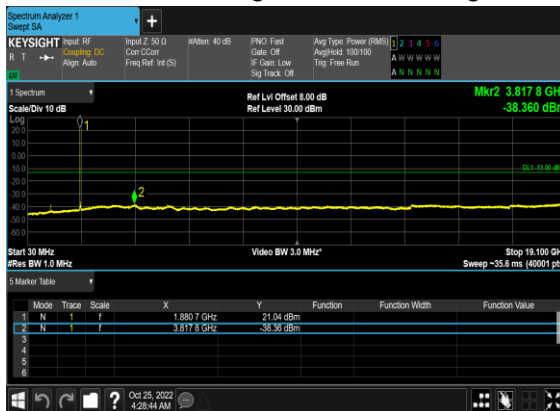 Spectrum Analyzer 1
Swept SA
KEYSIGHT Input: RF Input Z: 50 Ω #Atten: 40 dB PNO: Fast Avg Type: Power (RMS) 1 2 3 4 5 6
R T Coupling: DC Corr CCorr Gate: Off Avg|Hold: 100/100 A W W W W W
Align: Auto Freq Ref: Int (S) IF Gain: Low Trig: Free Run
Sig Track: Off A N N N N N
1 Spectrum
Scale/Div 10 dB Ref Lvl Offset 8.00 dB Mkr2 3.817 8 GH
Ref Level 30.00 dBm -38.360 dB
Log
20.0 1
10.0
0.00
-10.0 DL1 -13.00
-20.0
-30.0 2
-40.0
-50.0
-60.0
Start 30 MHz Video BW 3.0 MHz* Stop 19.100 GH
#Res BW 1.0 MHz Sweep ~35.6 ms (40001 pt
5 Marker Table
Mode Trace Scale X Y Function Function Width Function Value
1 N 1 f 1.880 7 GHz 21.04 dBm
2 N 1 f 3.817 8 GHz -38.36 dBm
3
4
5
6
? Oct 25, 2022
4:28:44 AM